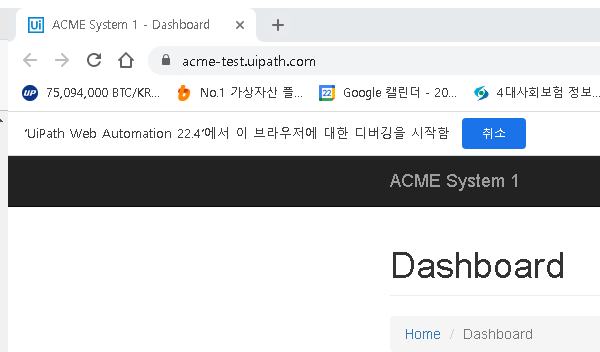 Ui ACME System 1 - Dashboard
acme-test.uipath.com
UP 75,094,000 BTC/KR... No.1 가상자산 플... 22 Google 캘린더 - 20... 4대사회보험 정보...
'UiPath Web Automation 22.4'에서 이 브라우저에 대한 디버깅을 시작함 취소
ACME System 1
Dashboard
Home / Dashboard